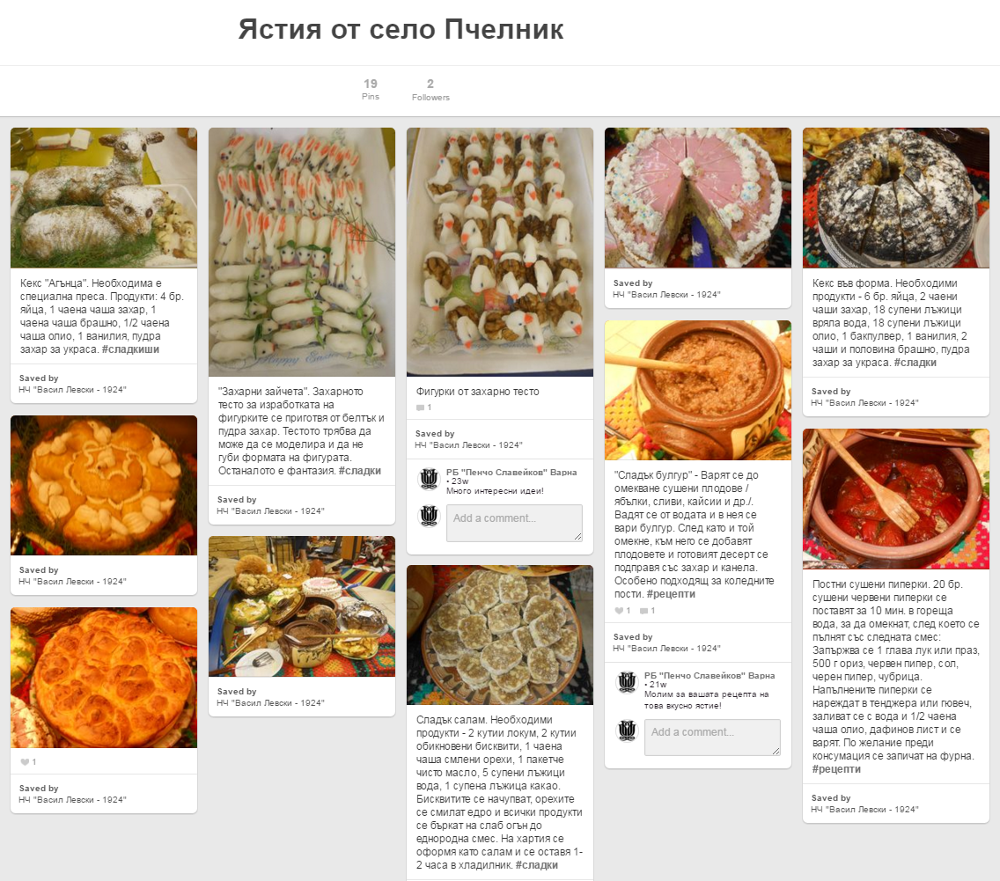 Ястия от село Пчелник
19
Pins
2
Followers
Кекс "Агънца". Необходима е
специална преса. Продукти: 4 бр.
яйца, 1 чаена чаша захар, 1
чаена чаша брашно, 1/2 чаена
чаша олио, 1 ванилия, пудра
захар за украса. #сладкиши
Saved by
НЧ "Васил Левски - 1924"
Saved by
НЧ "Васил Левски - 1924"
1
Saved by
НЧ "Васил Левски - 1924"
Happy Easter
"Захарни зайчета". Захарното
тесто за изработката на
фигурките се приготвя от белтък и
пудра захар. Тестото трябва да
може да се моделира и да не
губи формата на фигурата.
Останалото е фантазия. #сладки
Saved by
НЧ "Васил Левски - 1924"
Saved by
НЧ "Васил Левски - 1924"
Фигурки от захарно тесто
1
Saved by
НЧ "Васил Левски - 1924"
РБ "Пенчо Славейков" Варна
• 23w
Много интересни идеи!
Add a comment...
Сладък салам. Необходими
продукти - 2 кутии локум, 2 кутии
обикновени бисквити, 1 чаена
чаша смлени орехи, 1 пакетче
чисто масло, 5 супени лъжици
вода, 1 супена лъжица какао.
Бисквитите се начупват, орехите
се смилат едро и всички продукти
се бъркат на слаб огън до
еднородна смес. На хартия се
оформя като салам и се оставя 1-
2 часа в хладилник. #сладки
Saved by
НЧ "Васил Левски - 1924"
"Сладък булгур" - Варят се до
омекване сушени плодове /
ябълки, сливи, кайсии и др./.
Вадят се от водата и в нея се
вари булгур. След като и той
омекне, към него се добавят
плодовете и готовият десерт се
подправя със захар и канела.
Особено подходящ за коледните
пости. #рецепти
1 1
Saved by
НЧ "Васил Левски - 1924"
РБ "Пенчо Славейков" Варна
• 21w
Молим за вашата рецепта на
това вкусно ястие!
Add a comment...
Кекс във форма. Необходими
продукти - 6 бр. яйца, 2 чаени
чаши захар, 18 супени лъжици
вряла вода, 18 супени лъжици
олио, 1 бакпулвер, 1 ванилия, 2
чаши и половина брашно, пудра
захар за украса. #сладки
Saved by
НЧ "Васил Левски - 1924"
Постни сушени пиперки. 20 бр.
сушени червени пиперки се
поставят за 10 мин. в гореща
вода, за да омекнат, след което се
пълнят със следната смес:
Запържва се 1 глава лук или праз,
500 г ориз, червен пипер, сол,
черен пипер, чубрица.
Напълнените пиперки се
нареждат в тенджера или гювеч,
заливат се с вода и 1/2 чаена
чаша олио, дафинов лист и се
варят. По желание преди
консумация се запичат на фурна.
#рецепти
Saved by
НЧ "Васил Левски - 1924"